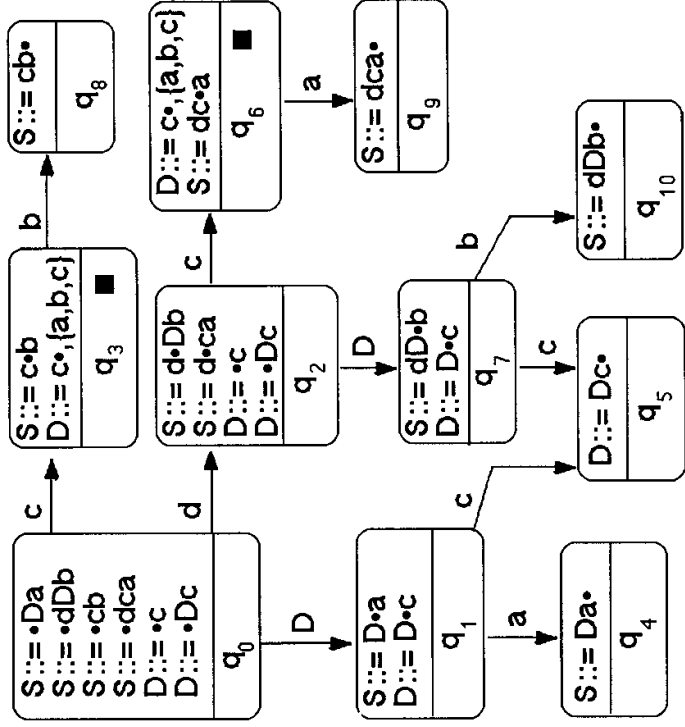 S ::= •Da
S ::= •dDb
S ::= •cb
S ::= •dca
D ::= •c
D ::= •Dc
q0
c
S ::= c•b
D ::= c•,{a,b,c}
q3
b
S ::= cb•
q8
d
S ::= d•Db
S ::= d•ca
D ::= •c
D ::= •Dc
q2
c
D ::= c•,{a,b,c}
S ::= dc•a
q6
a
S ::= dca•
q9
D
S ::= D•a
D ::= D•c
q1
a
S ::= Da•
q4
c
D ::= Dc•
q5
D
S ::= dD•b
D ::= D•c
q7
c
b
S ::= dDb•
q10